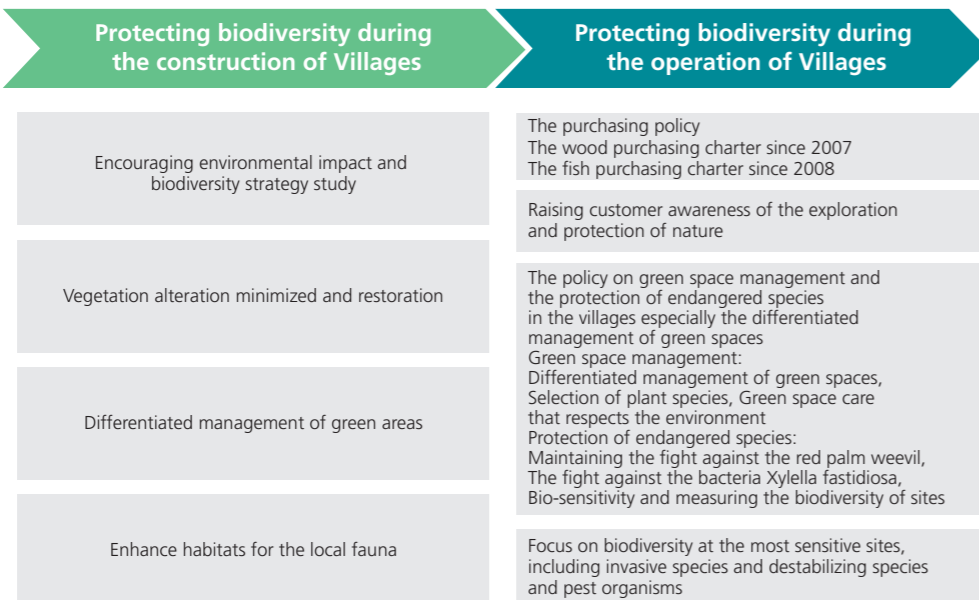 Protecting biodiversity during
the construction of Villages
Encouraging environmental impact and
biodiversity strategy study
Vegetation alteration minimized and restoration
Differentiated management of green areas
Enhance habitats for the local fauna
Protecting biodiversity during
the operation of Villages
The purchasing policy
The wood purchasing charter since 2007
The fish purchasing charter since 2008
Raising customer awareness of the exploration
and protection of nature
The policy on green space management and
the protection of endangered species
in the villages especially the differentiated
management of green spaces
Green space management:
Differentiated management of green spaces,
Selection of plant species, Green space care
that respects the environment
Protection of endangered species:
Maintaining the fight against the red palm weevil,
The fight against the bacteria Xylella fastidiosa,
Bio-sensitivity and measuring the biodiversity of sites
Focus on biodiversity at the most sensitive sites,
including invasive species and destabilizing species
and pest organisms